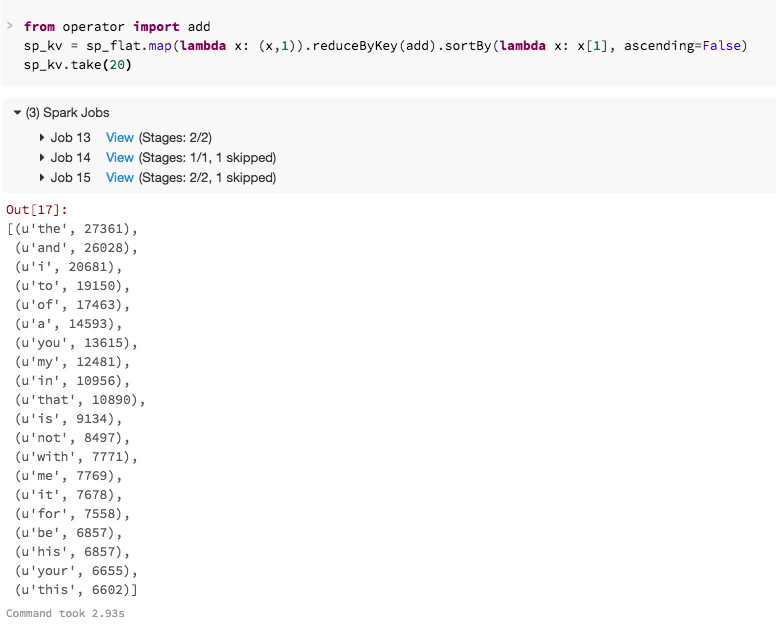 > from operator import add
sp_kv = sp_flat.map(lambda x: (x,1)).reduceByKey(add).sortBy(lambda x: x[1], ascending=False)
sp_kv.take(20)
(3) Spark Jobs
Job 13 View (Stages: 2/2)
Job 14 View (Stages: 1/1, 1 skipped)
Job 15 View (Stages: 2/2, 1 skipped)
Out[17]:
[(u'the', 27361),
(u'and', 26028),
(u'i', 20681),
(u'to', 19150),
(u'of', 17463),
(u'a', 14593),
(u'you', 13615),
(u'my', 12481),
(u'in', 10956),
(u'that', 10890),
(u'is', 9134),
(u'not', 8497),
(u'with', 7771),
(u'me', 7769),
(u'it', 7678),
(u'for', 7558),
(u'be', 6857),
(u'his', 6857),
(u'your', 6655),
(u'this', 6602)]
Command took 2.93s